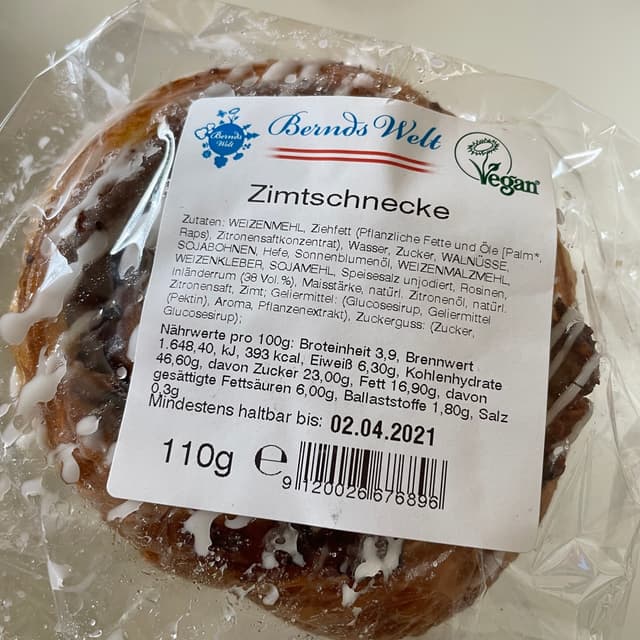 Bernds Welt
Bernds
Welt
Vegan
Zimtschnecke
Zutaten: WEIZENMEHL, Ziehfett (Pflanzliche Fette und Öle [Palm*,
Raps), Zitronensaftkonzentrat), Wasser, Zucker, WALNÜSSE,
SOJABOHNEN, Hefe, Sonnenblumenöl, WEIZENMALZMEHL,
WEIZENKLEBER, SOJAMEHL, Speisesalz unjodiert, Rosinen,
Inländerrum (38 Vol.%), Maisstärke, natürl. Zitronenöl, natürl.
Zitronensaft, Zimt; Geliermittel: (Glucosesirup, Geliermittel
(Pektin), Aroma, Pflanzenextrakt), Zuckerguss: (Zucker,
Glucosesirup);
Nährwerte pro 100g: Broteinheit 3,9, Brennwert
1.648,40, kJ, 393 kcal, Eiweiß 6,30g, Kohlenhydrate
46,60g, davon Zucker 23,00g, Fett 16,90g, davon
gesättigte Fettsäuren 6,00g, Ballaststoffe 1,80g, Salz
0,3g
Mindestens haltbar bis: 02.04.2021
110g ℮
9 120026 676896